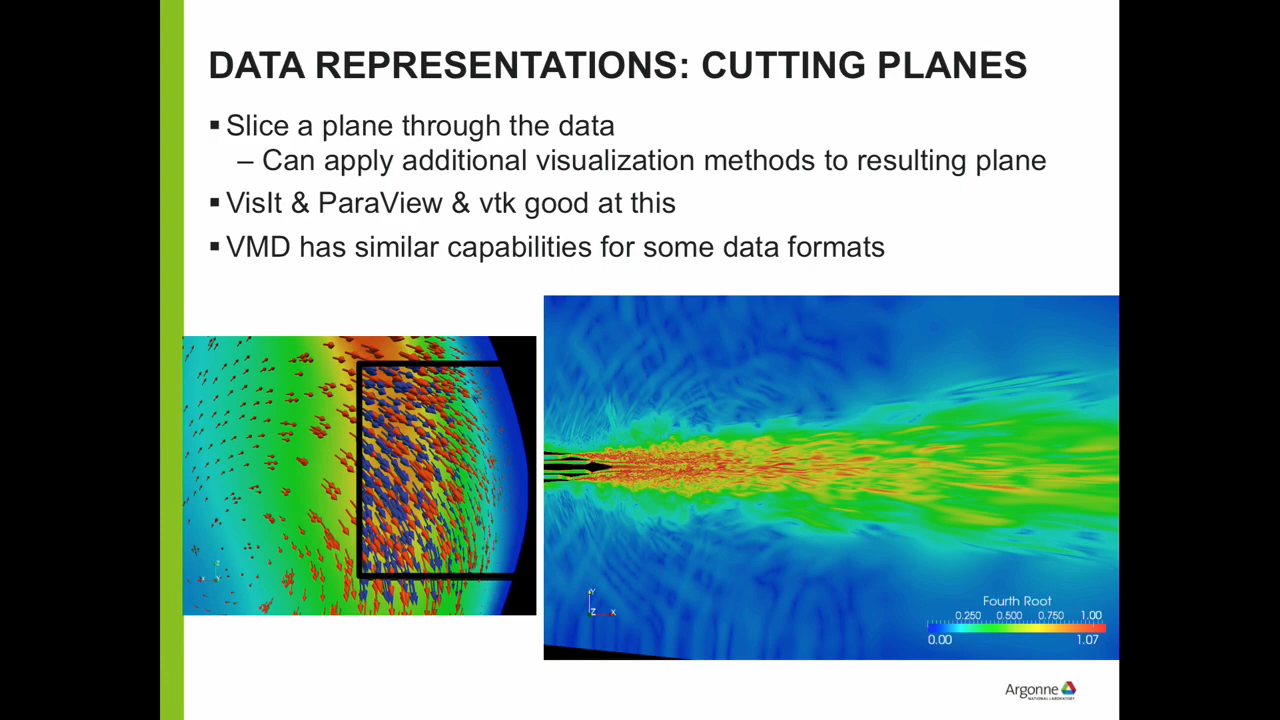 DATA REPRESENTATIONS: CUTTING PLANES
▪ Slice a plane through the data
– Can apply additional visualization methods to resulting plane
▪ VisIt & ParaView & vtk good at this
▪ VMD has similar capabilities for some data formats
Y
Z X
Fourth Root
0.250 0.500 0.750 1.00
0.00 1.07
Argonne
NATIONAL LABORATORY